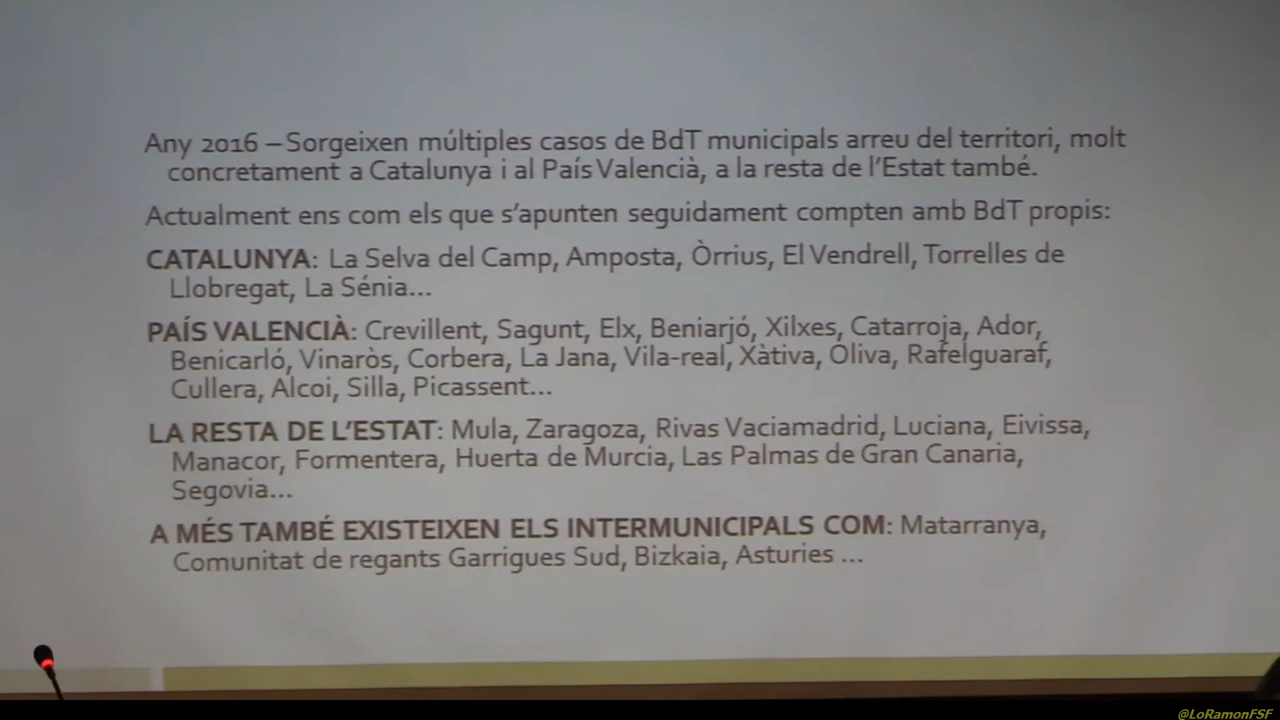 Any 2016 – Sorgeixen múltiples casos de BdT municipals arreu del territori, molt
concretament a Catalunya i al País Valencià, a la resta de l'Estat també.
Actualment ens com els que s'apunten seguidament compten amb BdT propis:
CATALUNYA: La Selva del Camp, Amposta, Òrrius, El Vendrell, Torrelles de
Llobregat, La Sénia...
PAÍS VALENCIÀ: Crevillent, Sagunt, Elx, Beniarjó, Xilxes, Catarroja, Ador,
Benicarló, Vinaròs, Corbera, La Jana, Vila-real, Xàtiva, Oliva, Rafelguaraf,
Cullera, Alcoi, Silla, Picassent...
LA RESTA DE L'ESTAT: Mula, Zaragoza, Rivas Vaciamadrid, Luciana, Eivissa,
Manacor, Formentera, Huerta de Murcia, Las Palmas de Gran Canaria,
Segovia...
A MÉS TAMBÉ EXISTEIXEN ELS INTERMUNICIPALS COM: Matarranya,
Comunitat de regants Garrigues Sud, Bizkaia, Asturies ...
@LoRamonFSF